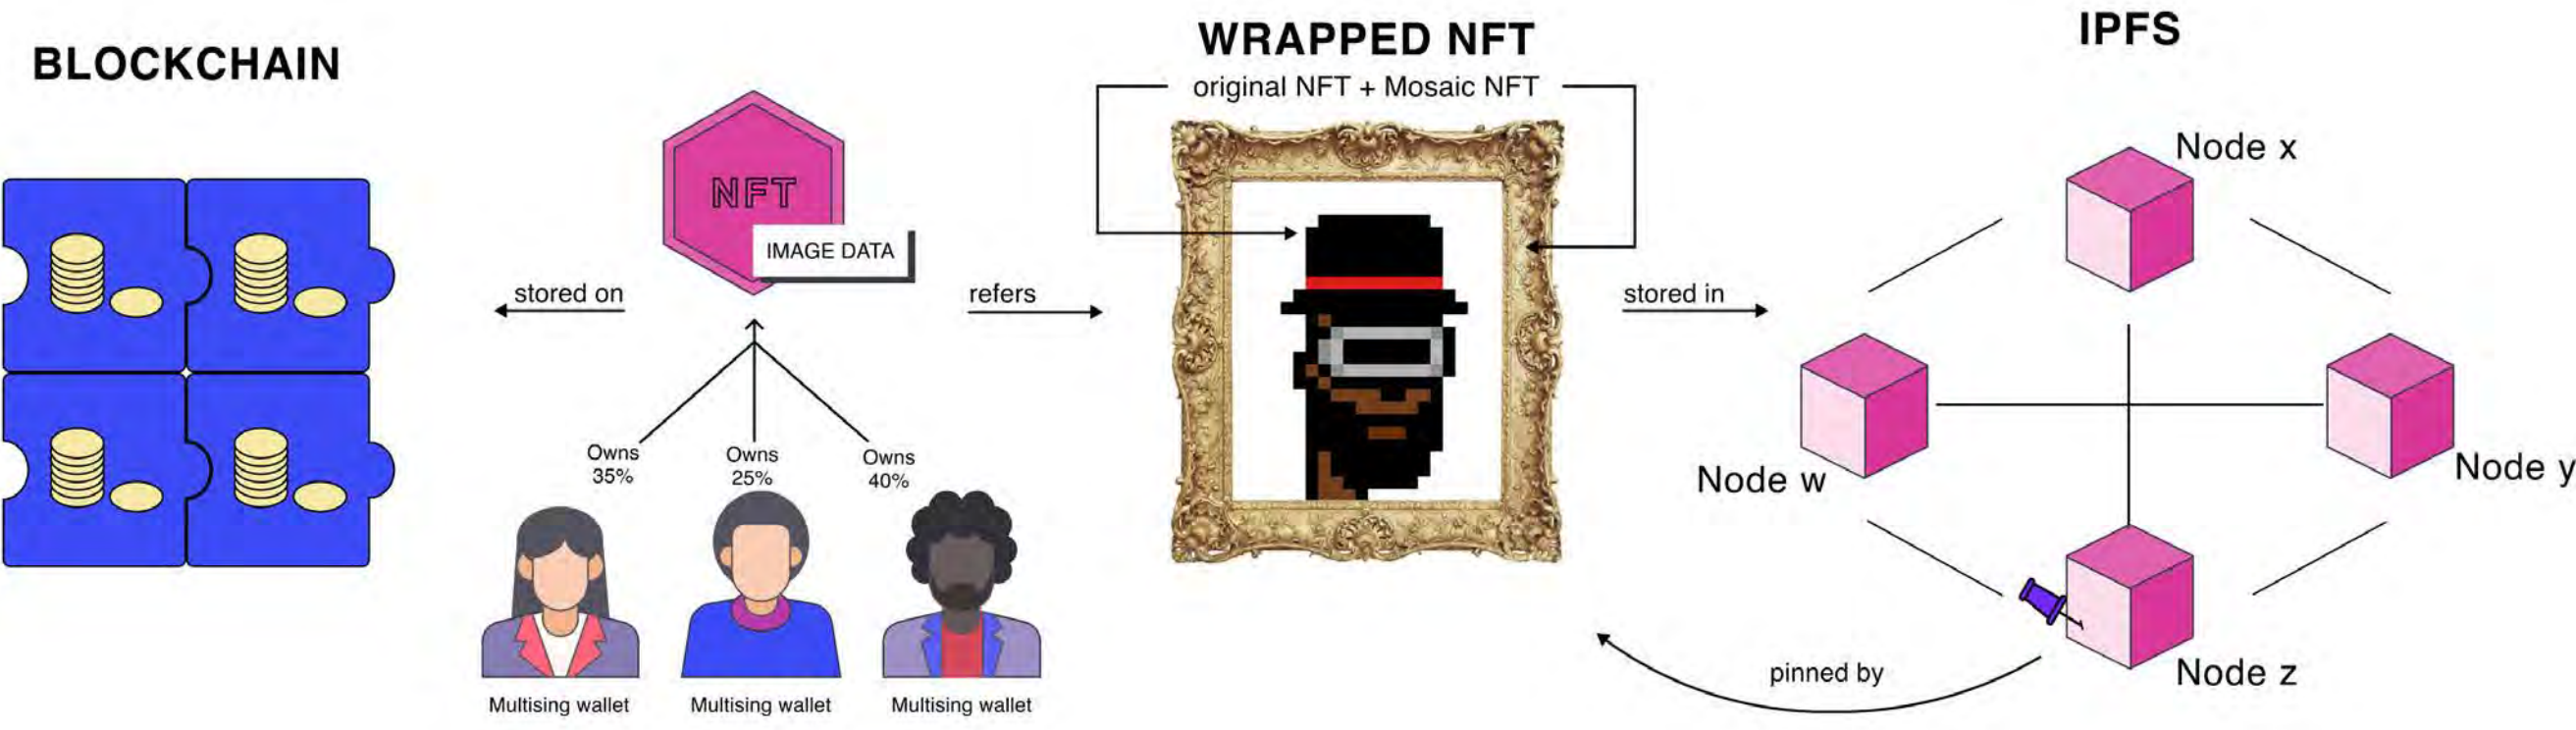 BLOCKCHAIN
NFT
IMAGE DATA
stored on
Owns
35%
Owns
25%
Owns
40%
Multising wallet
Multising wallet
Multising wallet
refers
WRAPPED NFT
original NFT + Mosaic NFT
stored in
IPFS
Node x
Node w
Node y
Node z
pinned by